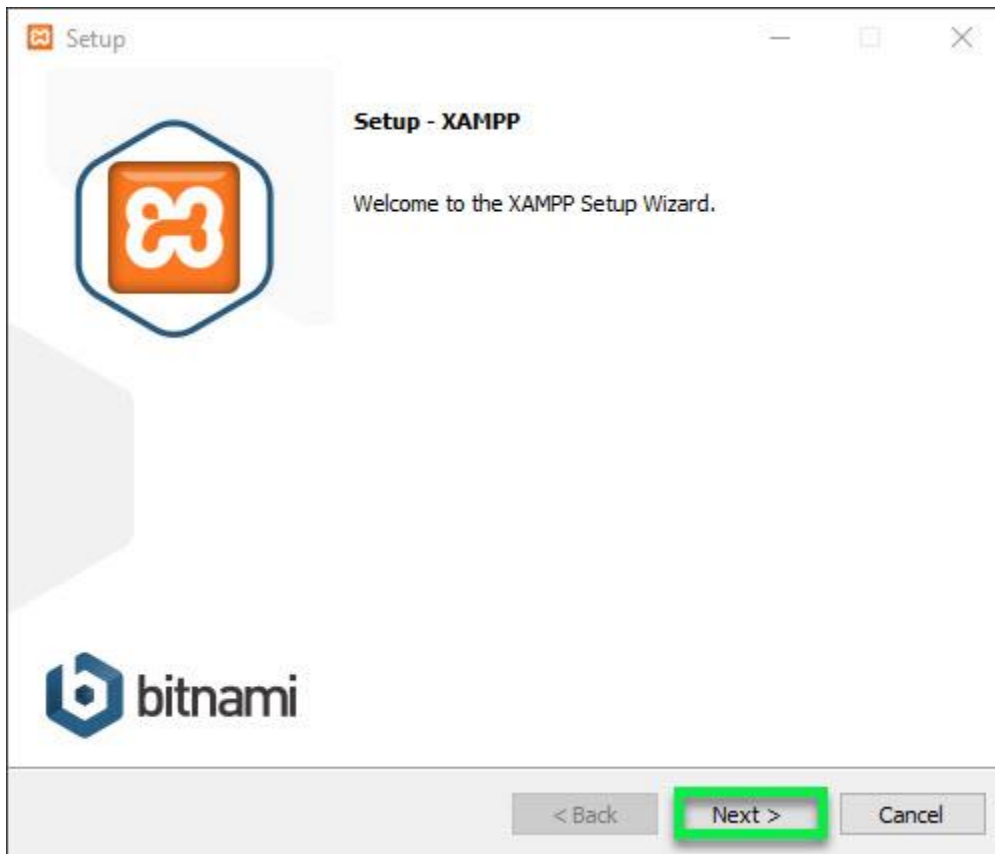 Setup
Setup - XAMPP
Welcome to the XAMPP Setup Wizard.
bitnami
< Back
Next >
Cancel